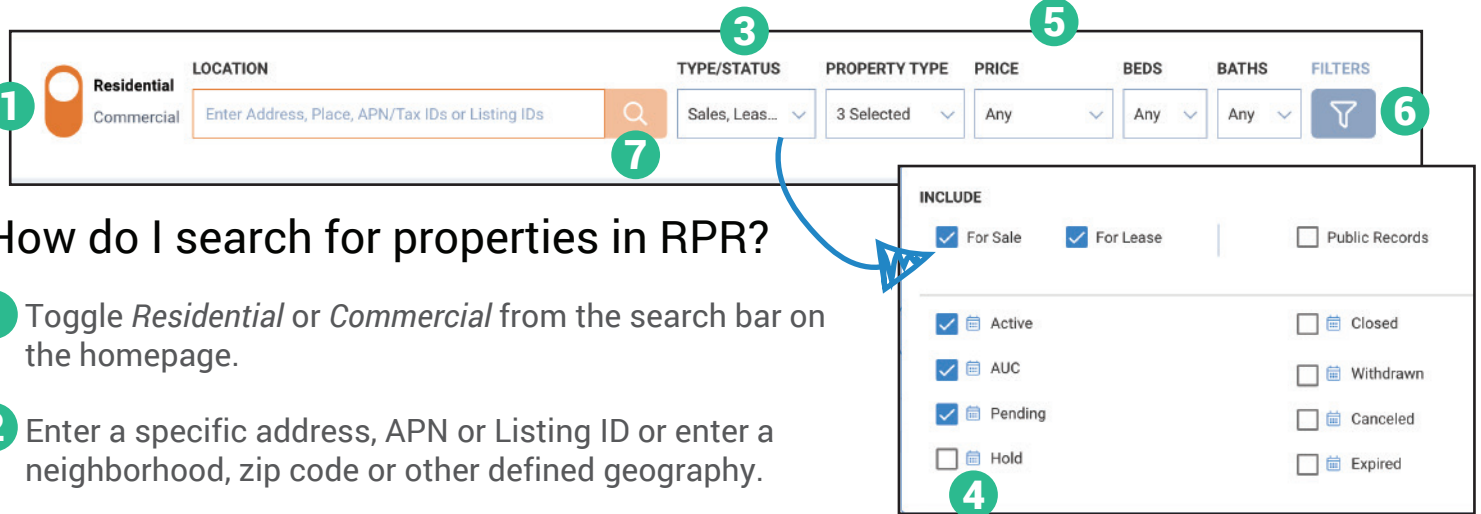 3
5
LOCATION
TYPE/STATUS
PROPERTY TYPE
PRICE
BEDS
BATHS
FILTERS
1
Residential
Commercial
Enter Address, Place, APN/Tax IDs or Listing IDs
Sales, Leas...
3 Selected
Any
Any
Any
6
7
How do I search for properties in RPR?
Toggle Residential or Commercial from the search bar on
the homepage.
2
Enter a specific address, APN or Listing ID or enter a
neighborhood, zip code or other defined geography.
INCLUDE
For Sale
For Lease
Public Records
Active
Closed
AUC
Withdrawn
Pending
Canceled
Hold
Expired
4